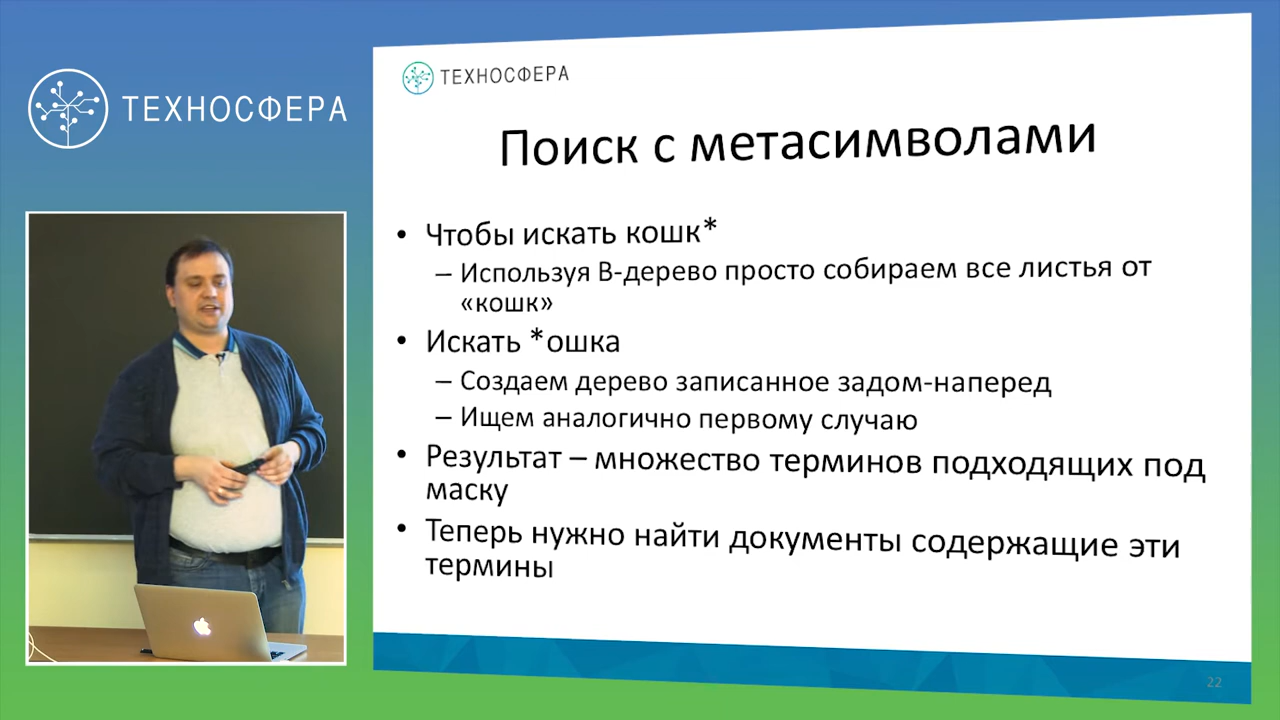 ТЕХНОСФЕРА
ТЕХНОСФЕРА
Поиск с метасимволами
• Чтобы искать кошк*
– Используя B-дерево просто собираем все листья от
«кошк»
• Искать *ошка
– Создаем дерево записанное задом-наперед
– Ищем аналогично первому случаю
• Результат – множество терминов подходящих под
маску
• Теперь нужно найти документы содержащие эти
термины
22